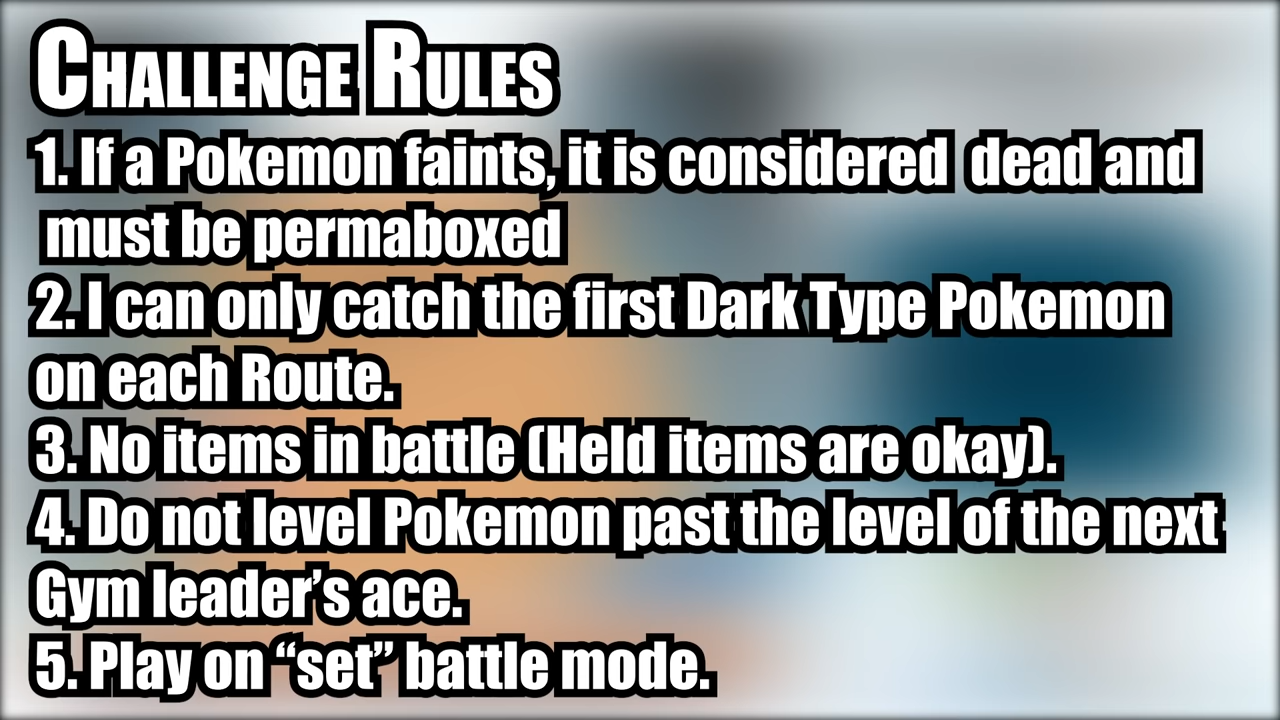 Challenge Rules
1. If a Pokemon faints, it is considered  dead and
must be permaboxed
2. I can only catch the first Dark Type Pokemon
on each Route.
3. No items in battle (Held items are okay).
4. Do not level Pokemon past the level of the next
Gym leader’s ace.
5. Play on “set” battle mode.